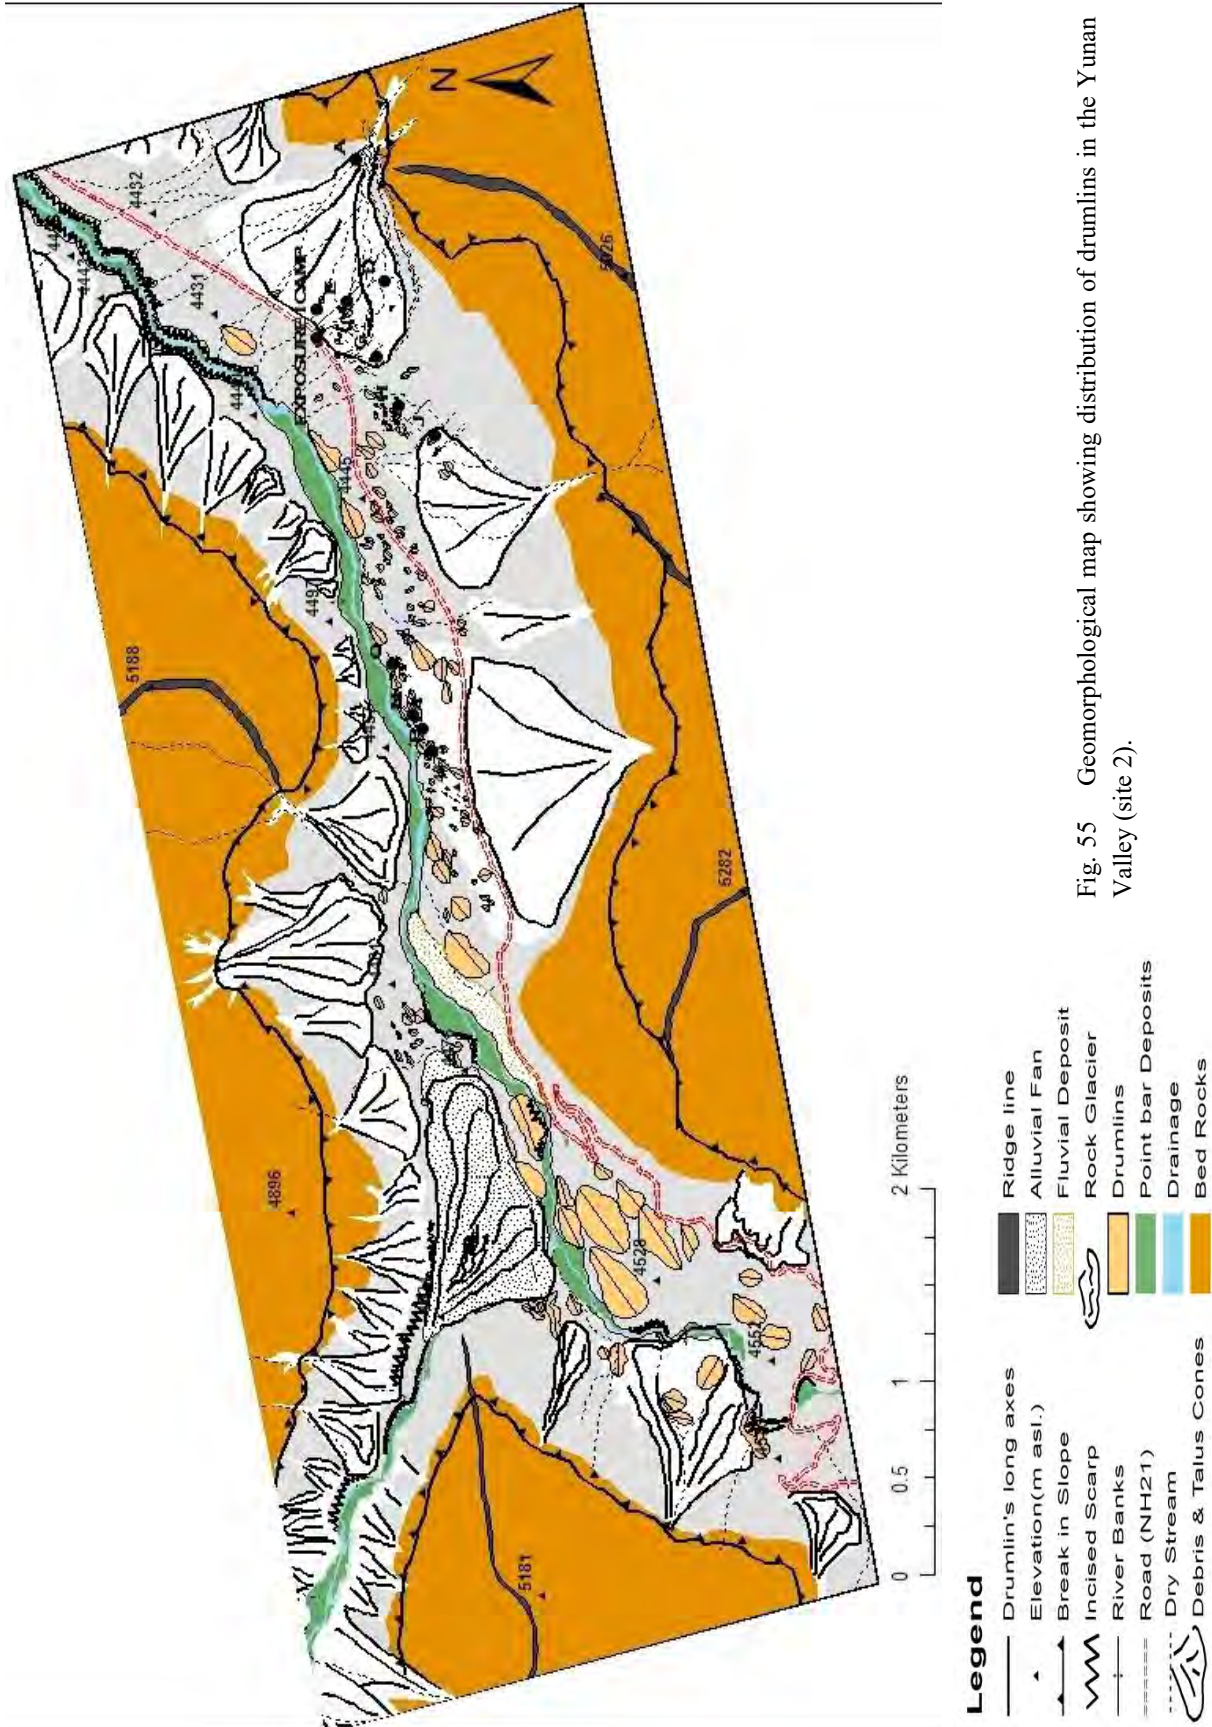 N
4432
4431
EXPOSURE 1 CAMP
A
E
H
J
4445
4497
5188
5026
5282
4896
4528
5181
0 0.5 1 2 Kilometers
Legend
Drumlin's long axes
Elevation(m asl.)
Break in Slope
Incised Scarp
River Banks
Road (NH21)
Dry Stream
Debris & Talus Cones
Ridge line
Alluvial Fan
Fluvial Deposit
Rock Glacier
Drumlins
Point bar Deposits
Drainage
Bed Rocks
Fig. 55 Geomorphological map showing distribution of drumlins in the Yunan
Valley (site 2).